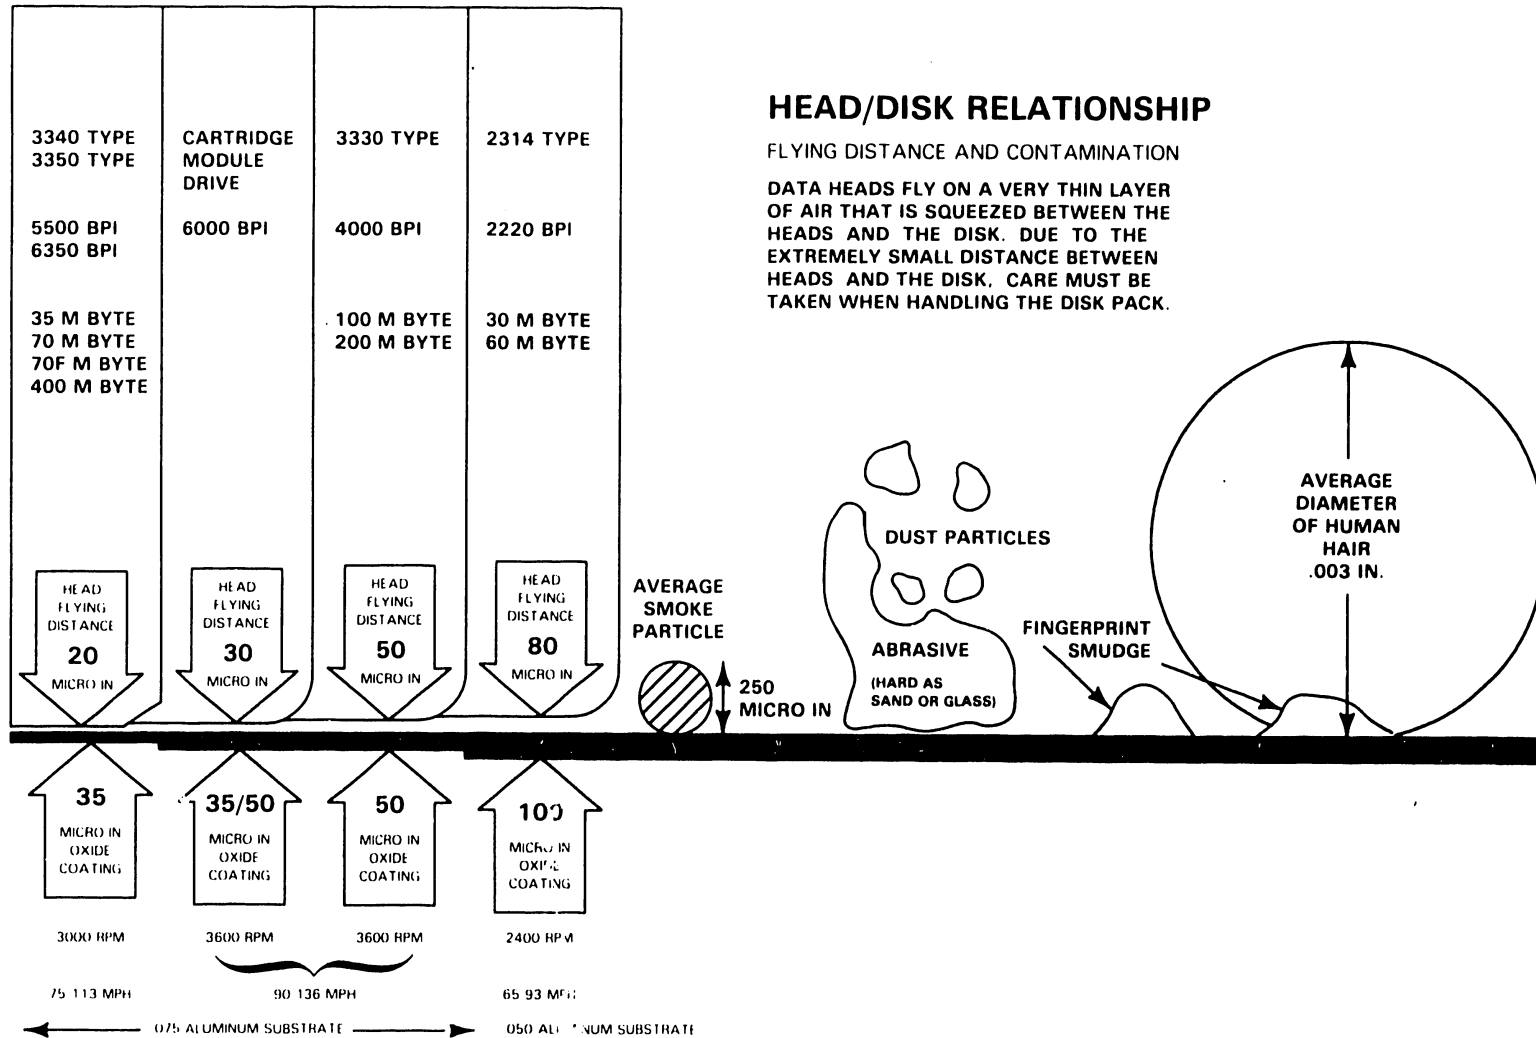 HEAD/DISK RELATIONSHIP
FLYING DISTANCE AND CONTAMINATION
DATA HEADS FLY ON A VERY THIN LAYER
OF AIR THAT IS SQUEEZED BETWEEN THE
HEADS AND THE DISK. DUE TO THE
EXTREMELY SMALL DISTANCE BETWEEN
HEADS AND THE DISK, CARE MUST BE
TAKEN WHEN HANDLING THE DISK PACK.
3340 TYPE
3350 TYPE
5500 BPI
6350 BPI
35 M BYTE
70 M BYTE
70F M BYTE
400 M BYTE
HEAD
FLYING
DISTANCE
20
MICRO IN
CARTRIDGE
MODULE
DRIVE
6000 BPI
HEAD
FLYING
DISTANCE
30
MICRO IN
3330 TYPE
4000 BPI
100 M BYTE
200 M BYTE
HEAD
FLYING
DISTANCE
50
MICRO IN
2314 TYPE
2220 BPI
30 M BYTE
60 M BYTE
HEAD
FLYING
DISTANCE
80
MICRO IN
AVERAGE
SMOKE
PARTICLE
250
MICRO IN
DUST PARTICLES
ABRASIVE
(HARD AS
SAND OR GLASS)
FINGERPRINT
SMUDGE
AVERAGE
DIAMETER
OF HUMAN
HAIR
.003 IN.
35
MICRO IN
OXIDE
COATING
3000 RPM
75 113 MPH
35/50
MICRO IN
OXIDE
COATING
3600 RPM
50
MICRO IN
OXIDE
COATING
3600 RPM
90 136 MPH
100
MICRO IN
OXIDE
COATING
2400 RPM
65 93 MPH
.075 ALUMINUM SUBSTRATE
.050 ALUMINUM SUBSTRATE